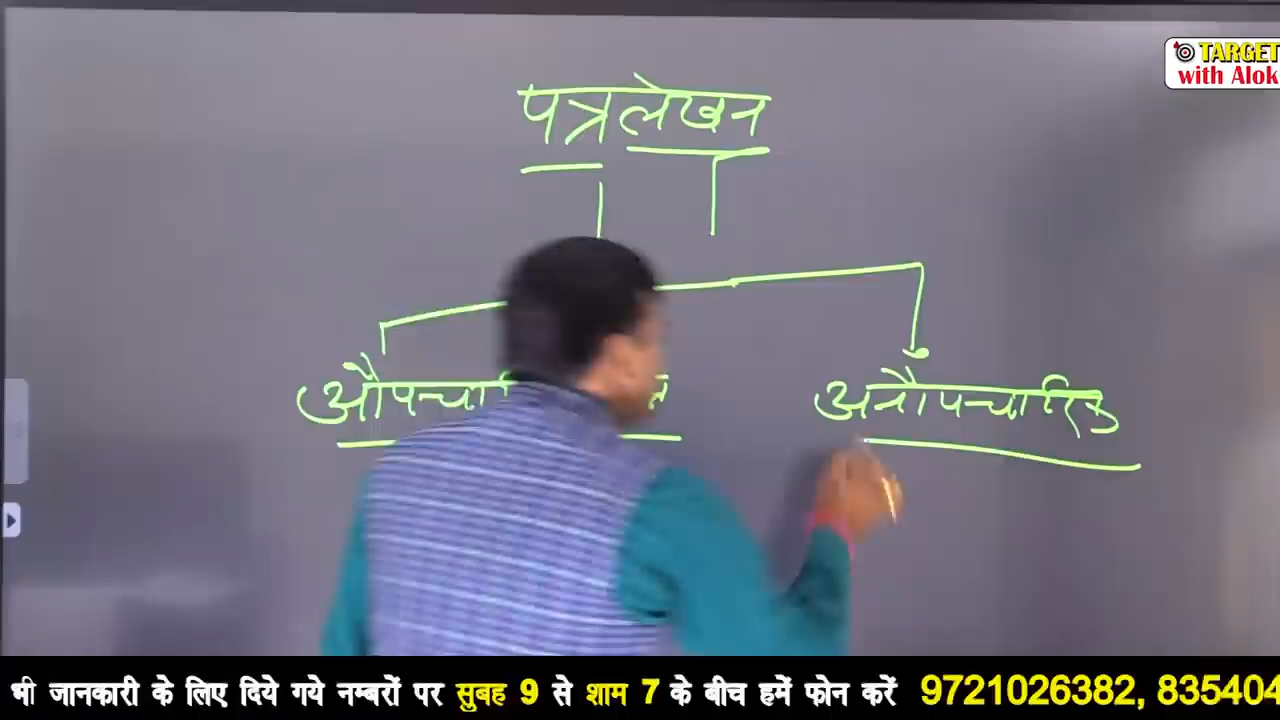 TARGET
with Alok
पत्रलेखन
अनौपचारिक
भी जानकारी के लिए दिये गये नम्बरों पर सुबह 9 से शाम 7 के बीच हमें फोन करें 9721026382, 835404